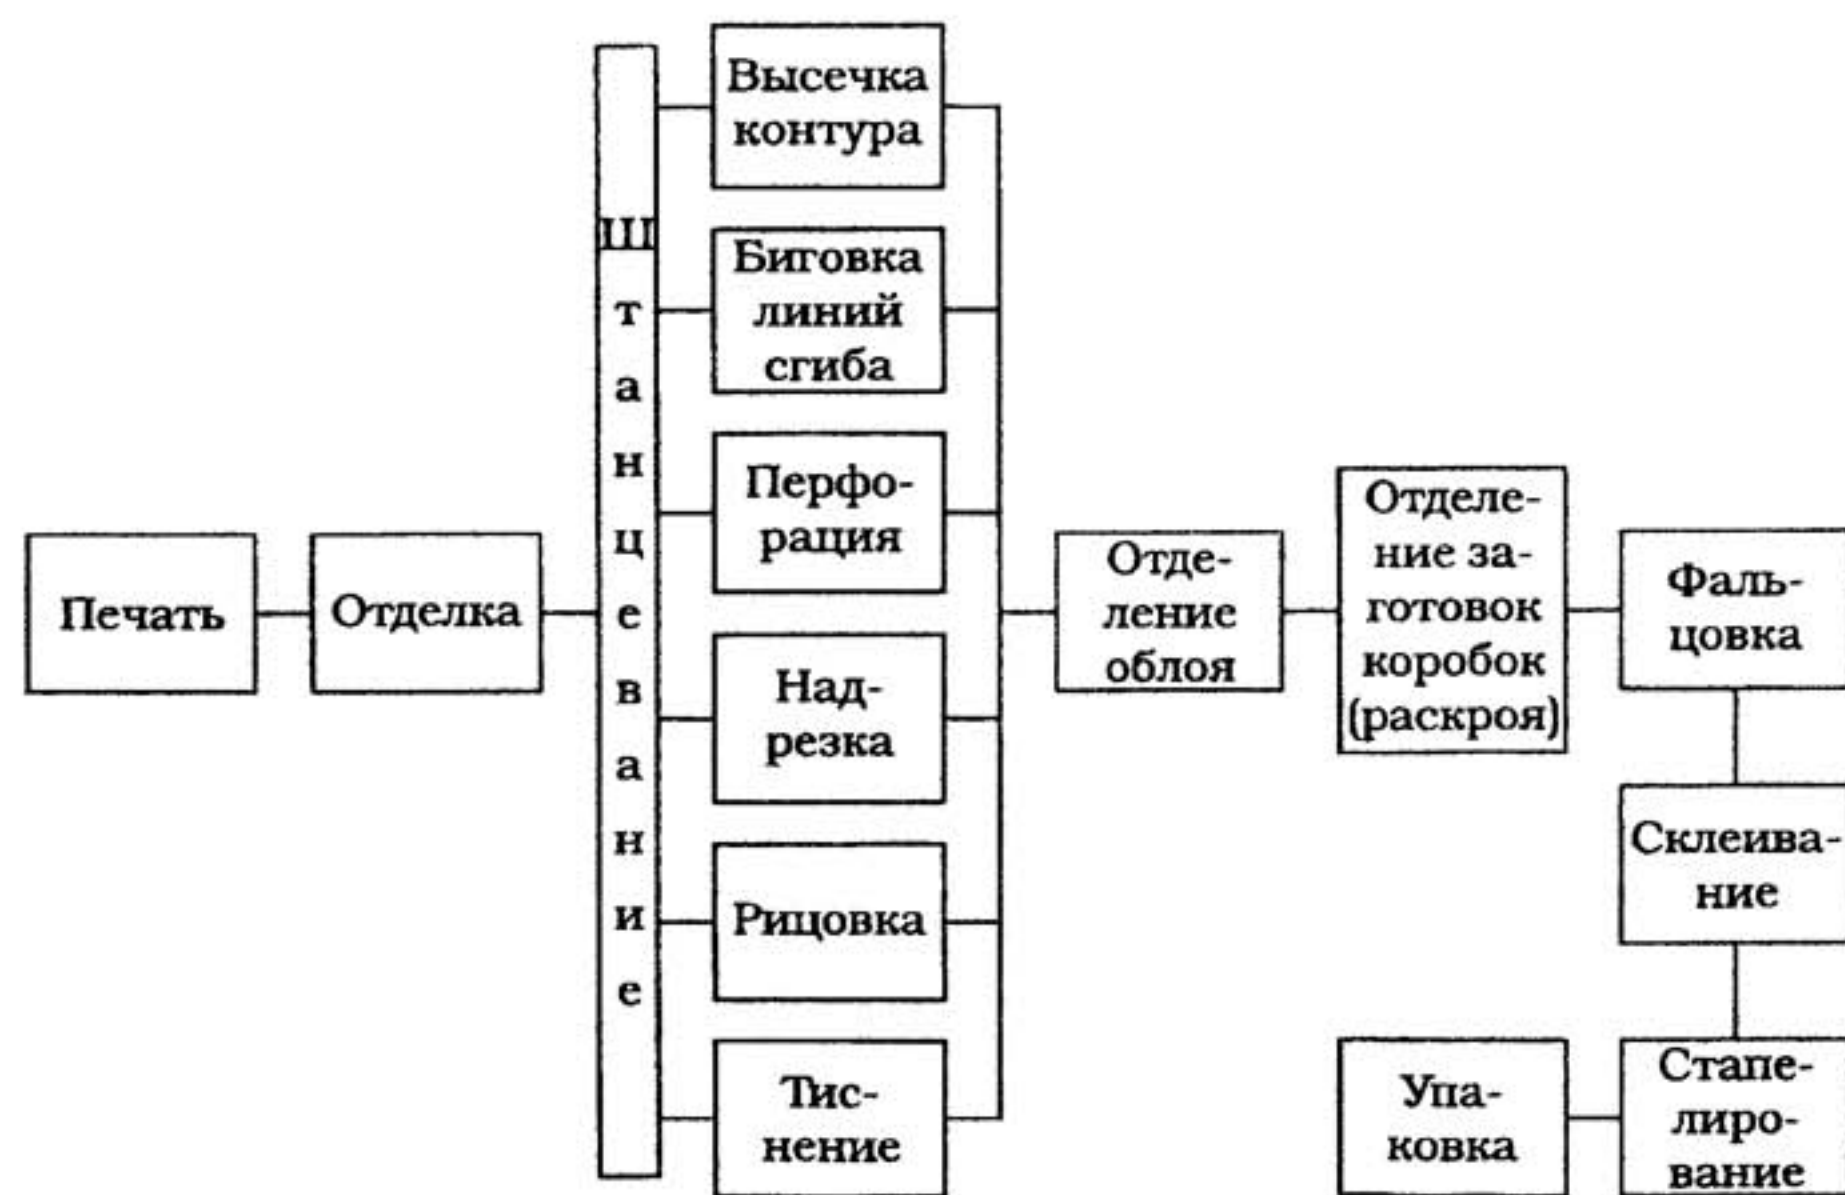 Печать
Отделка
Штанцевание
Высечка
контура
Биговка
линий
сгиба
Перфо-
рация
Над-
резка
Рицовка
Тис-
нение
Отде-
ление
облоя
Отделе-
ние за-
готовок
коробок
(раскроя)
Фаль-
цовка
Склеива-
ние
Стапе-
лиро-
вание
Упа-
ковка